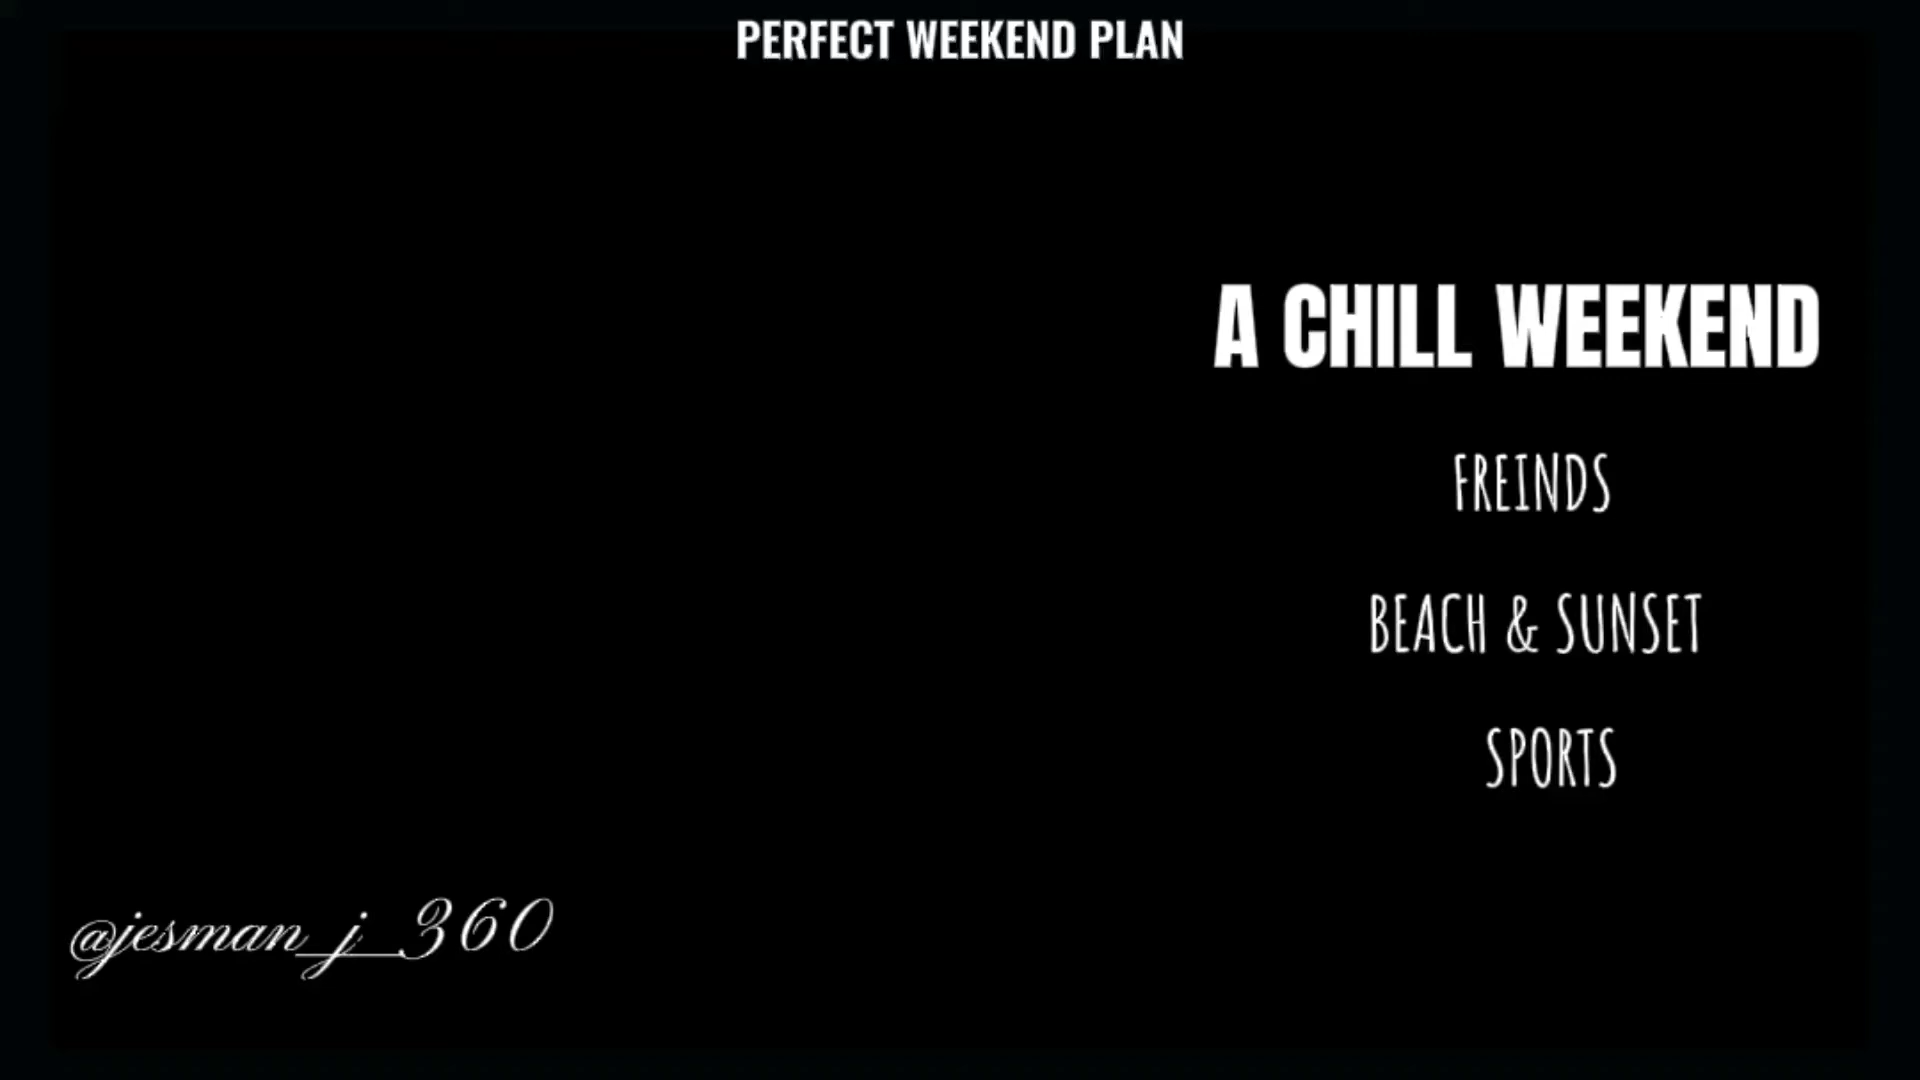 PERFECT WEEKEND PLAN
A CHILL WEEKEND
FREINDS
BEACH & SUNSET
SPORTS
@jesman_j_360